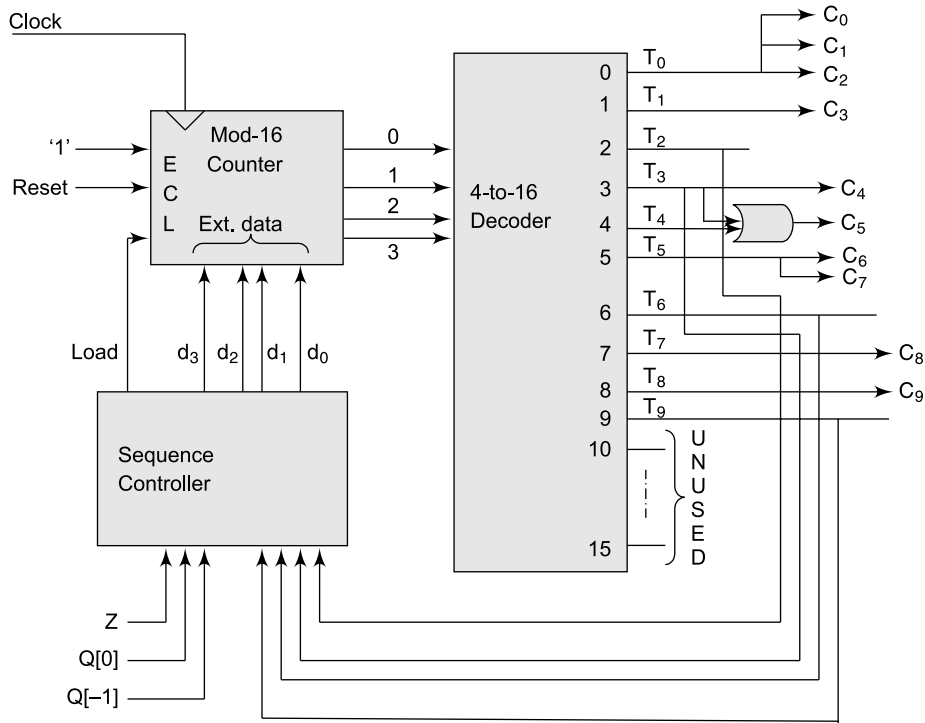 Clock
'1'
Reset
E
C
L
Mod-16
Counter
Ext. data
0
1
2
3
4-to-16
Decoder
0
1
2
3
4
5
6
7
8
9
10
15
T0
T1
T2
T3
T4
T5
T6
T7
T8
T9
C0
C1
C2
C3
C4
C5
C6
C7
C8
C9
UNUSED
Load
d3
d2
d1
d0
Sequence
Controller
Z
Q[0]
Q[–1]